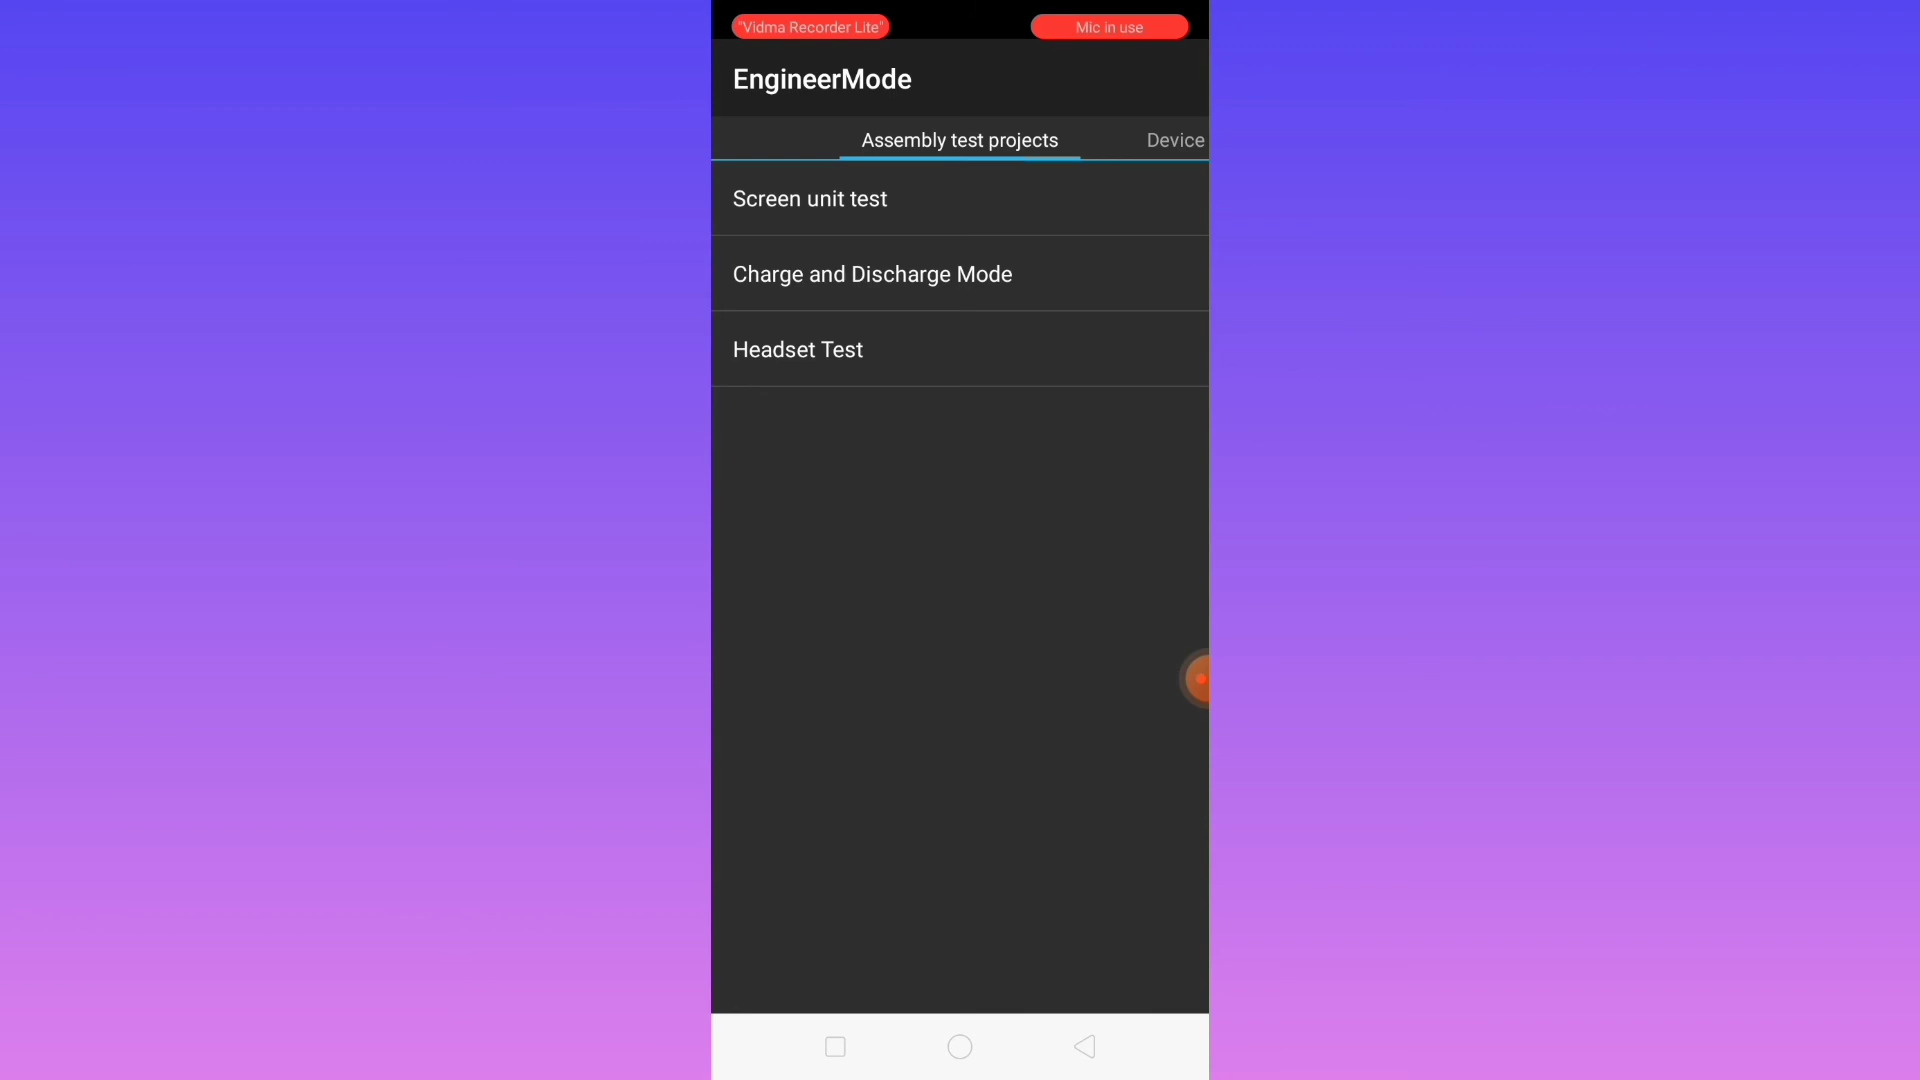 "Vidma Recorder Lite"
Mic in use
EngineerMode
Assembly test projects
Device
Screen unit test
Charge and Discharge Mode
Headset Test